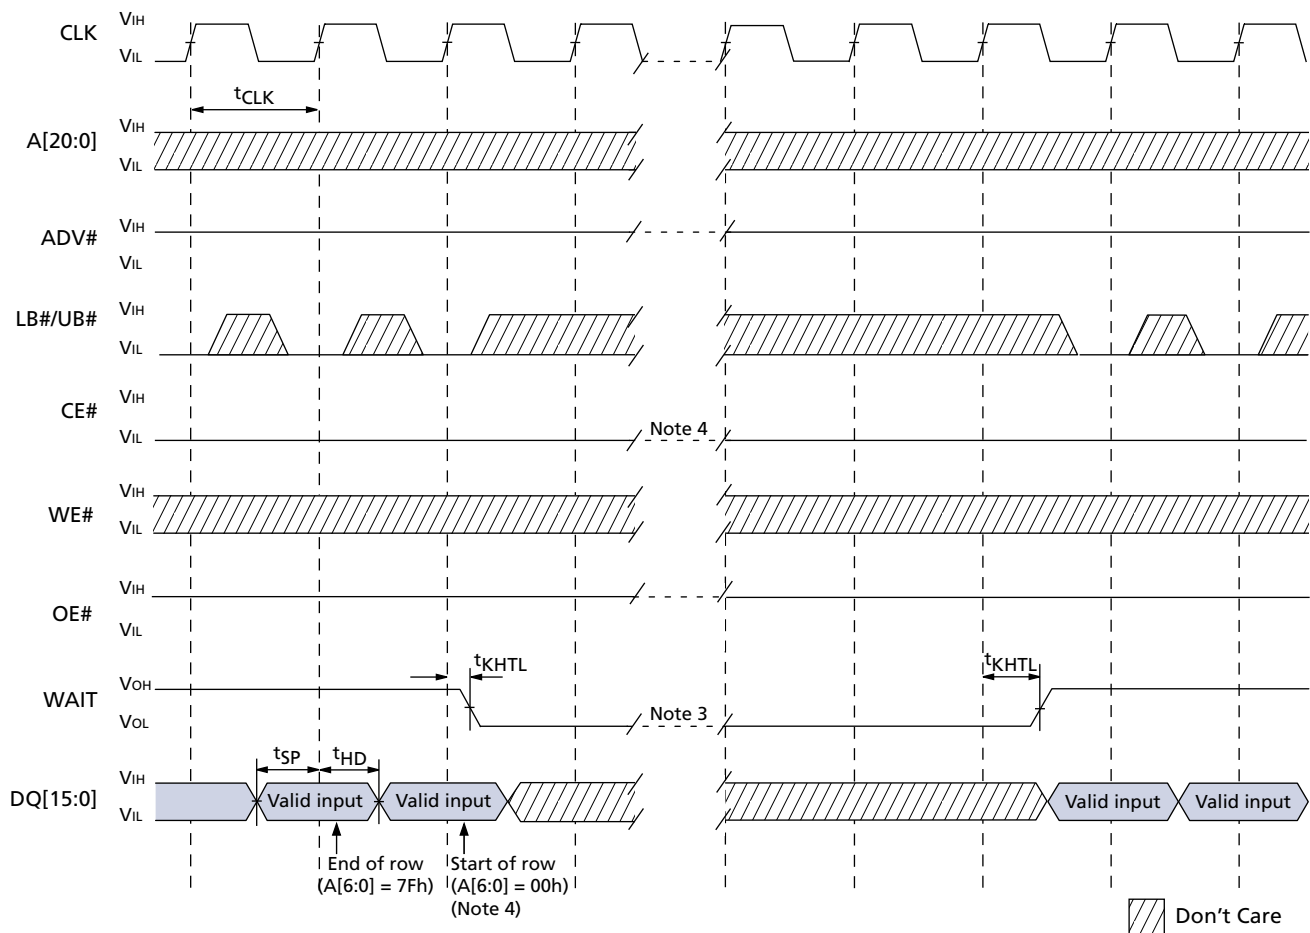 CLK
VIH
VIL
tCLK
A[20:0]
VIH
VIL
ADV#
VIH
VIL
LB#/UB#
VIH
VIL
CE#
VIH
VIL
Note 4
WE#
VIH
VIL
OE#
VIH
VIL
WAIT
VOH
VOL
tKHTL
Note 3
tKHTL
DQ[15:0]
VIH
VIL
tSP
tHD
Valid input
Valid input
Valid input
Valid input
End of row
(A[6:0] = 7Fh)
Start of row
(A[6:0] = 00h)
(Note 4)
Don't Care